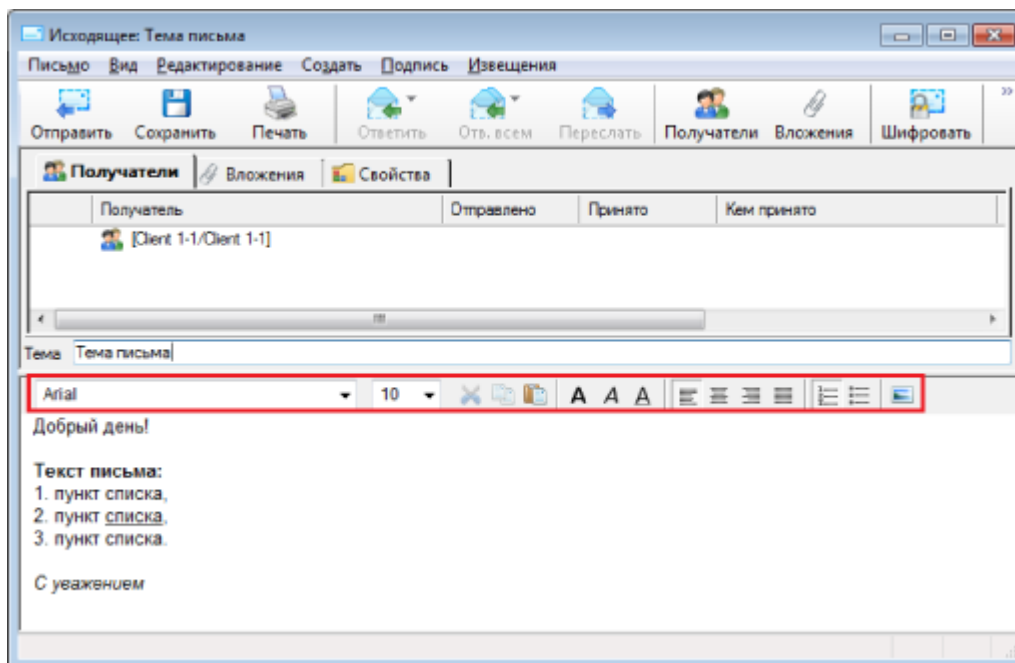 Исходящее: Тема письма
Письмо Вид Редактирование Создать Подпись Извещения
Отправить Сохранить Печать Ответить Отв. всем Переслать Получатели Вложения Шифровать
Получатели Вложения Свойства
Получатель Отправлено Принято Кем принято
[Client 1-1/Client 1-1]
Тема Тема письма
Arial 10 A A A
Добрый день!
Текст письма:
1. пункт списка,
2. пункт списка,
3. пункт списка.
С уважением